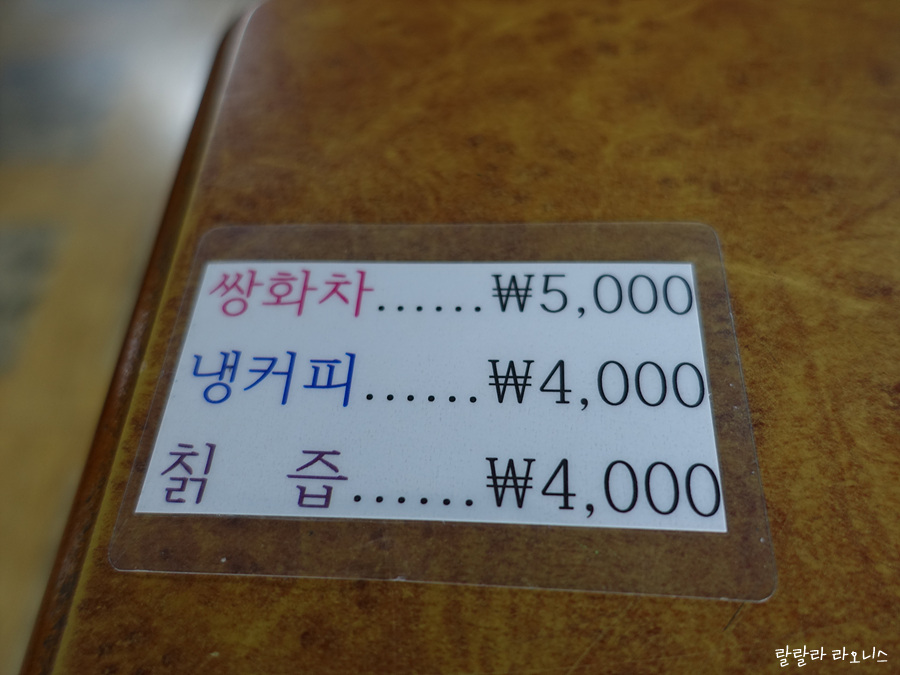 쌍화차......₩5,000
냉커피......₩4,000
칡 즙......₩4,000
랄랄라 라오니스